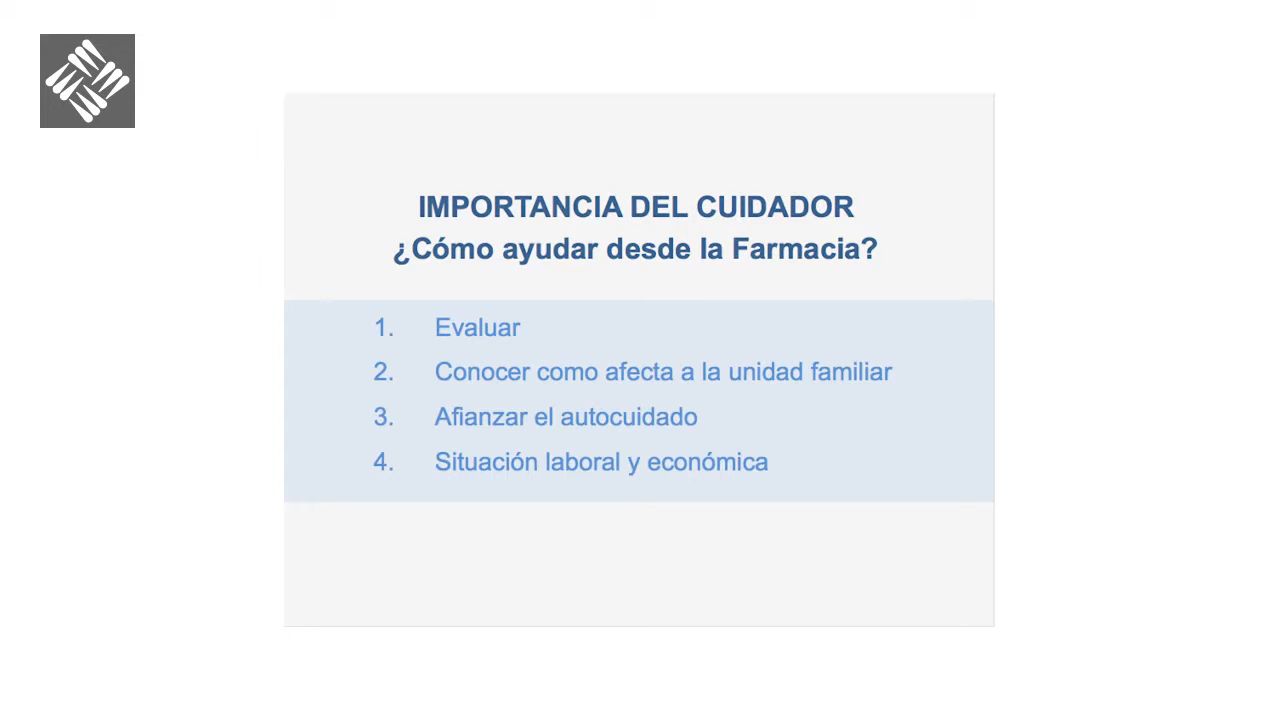 IMPORTANCIA DEL CUIDADOR
¿Cómo ayudar desde la Farmacia?
1. Evaluar
2. Conocer como afecta a la unidad familiar
3. Afianzar el autocuidado
4. Situación laboral y económica